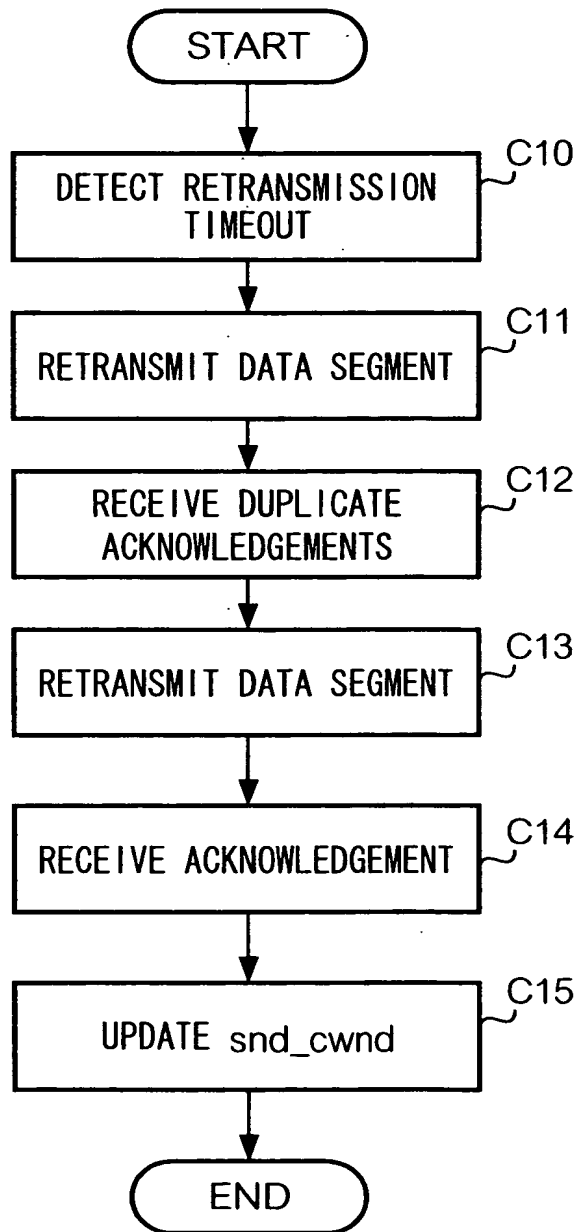 START
C10
DETECT RETRANSMISSION
TIMEOUT
C11
RETRANSMIT DATA SEGMENT
C12
RECEIVE DUPLICATE
ACKNOWLEDGEMENTS
C13
RETRANSMIT DATA SEGMENT
C14
RECEIVE ACKNOWLEDGEMENT
C15
UPDATE snd_cwnd
END